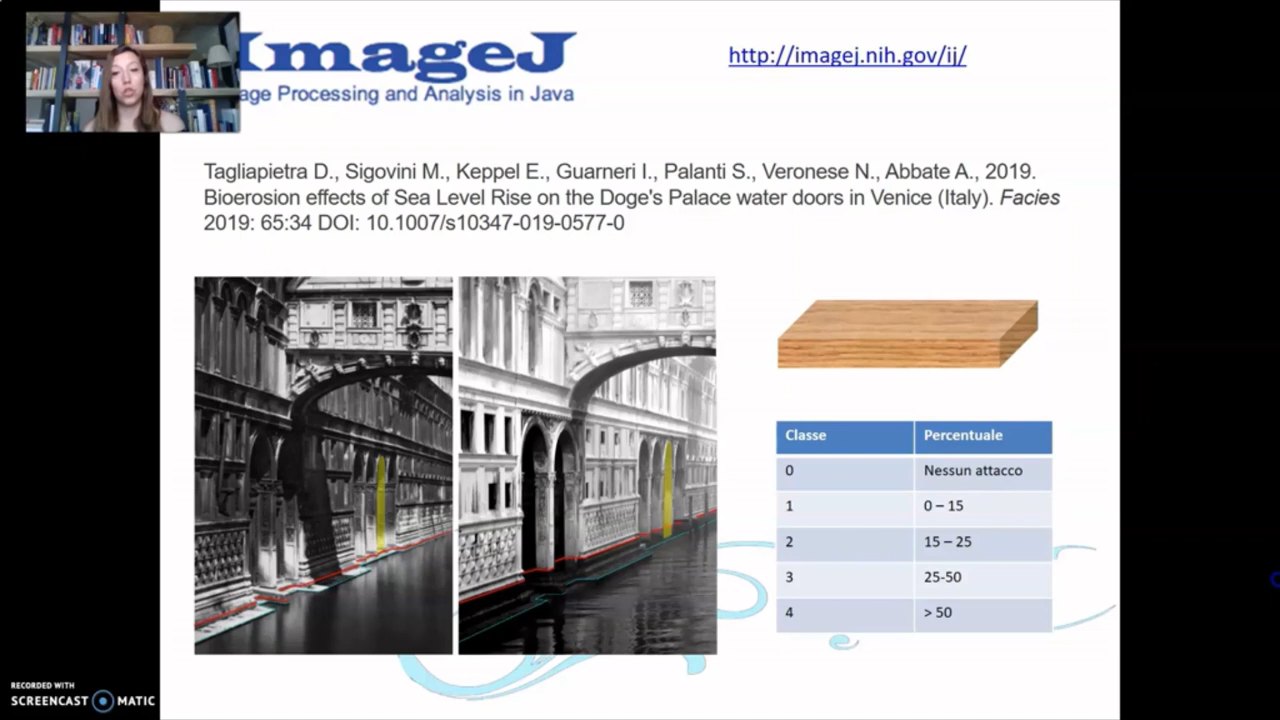 ImageJ
http://imagej.nih.gov/ij/
age Processing and Analysis in Java
Tagliapietra D., Sigovini M., Keppel E., Guarneri I., Palanti S., Veronese N., Abbate A., 2019.
Bioerosion effects of Sea Level Rise on the Doge's Palace water doors in Venice (Italy). Facies
2019: 65:34 DOI: 10.1007/s10347-019-0577-0
Classe Percentuale
0 Nessun attacco
1 0 – 15
2 15 – 25
3 25-50
4 > 50
RECORDED WITH
SCREENCAST MATIC